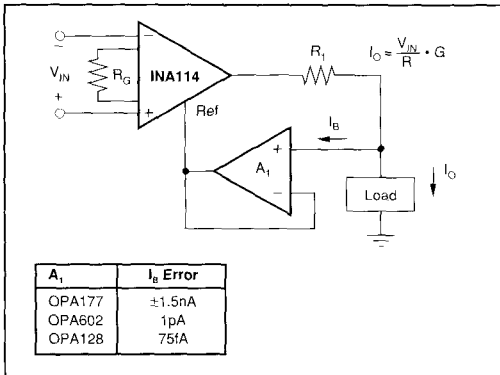 −
V_IN
+
R_G
−
INA114
+
Ref
R_1
I_O = V_IN / R • G
I_B
+
A_1
−
Load
I_O
A_1 I_B Error
OPA177 ±1.5nA
OPA602 1pA
OPA128 75fA